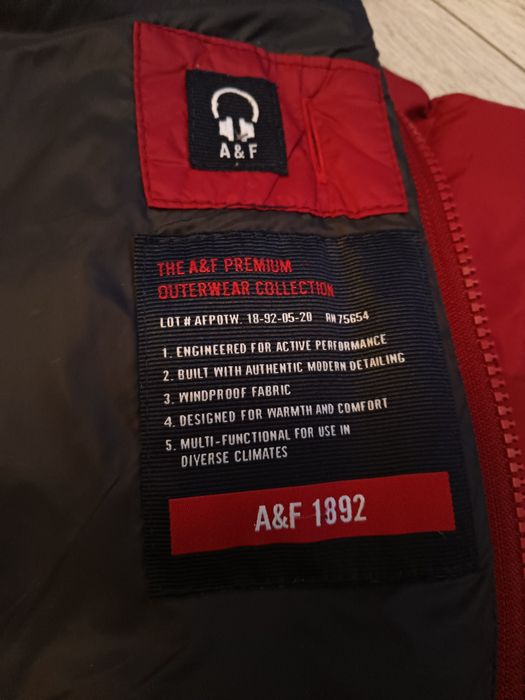 A & F
THE A&F PREMIUM
OUTERWEAR COLLECTION
LOT # AFPOTW. 18-92-05-20 RN 75654
1. ENGINEERED FOR ACTIVE PERFORMANCE
2. BUILT WITH AUTHENTIC MODERN DETAILING
3. WINDPROOF FABRIC
4. DESIGNED FOR WARMTH AND COMFORT
5. MULTI-FUNCTIONAL FOR USE IN
DIVERSE CLIMATES
A&F 1892